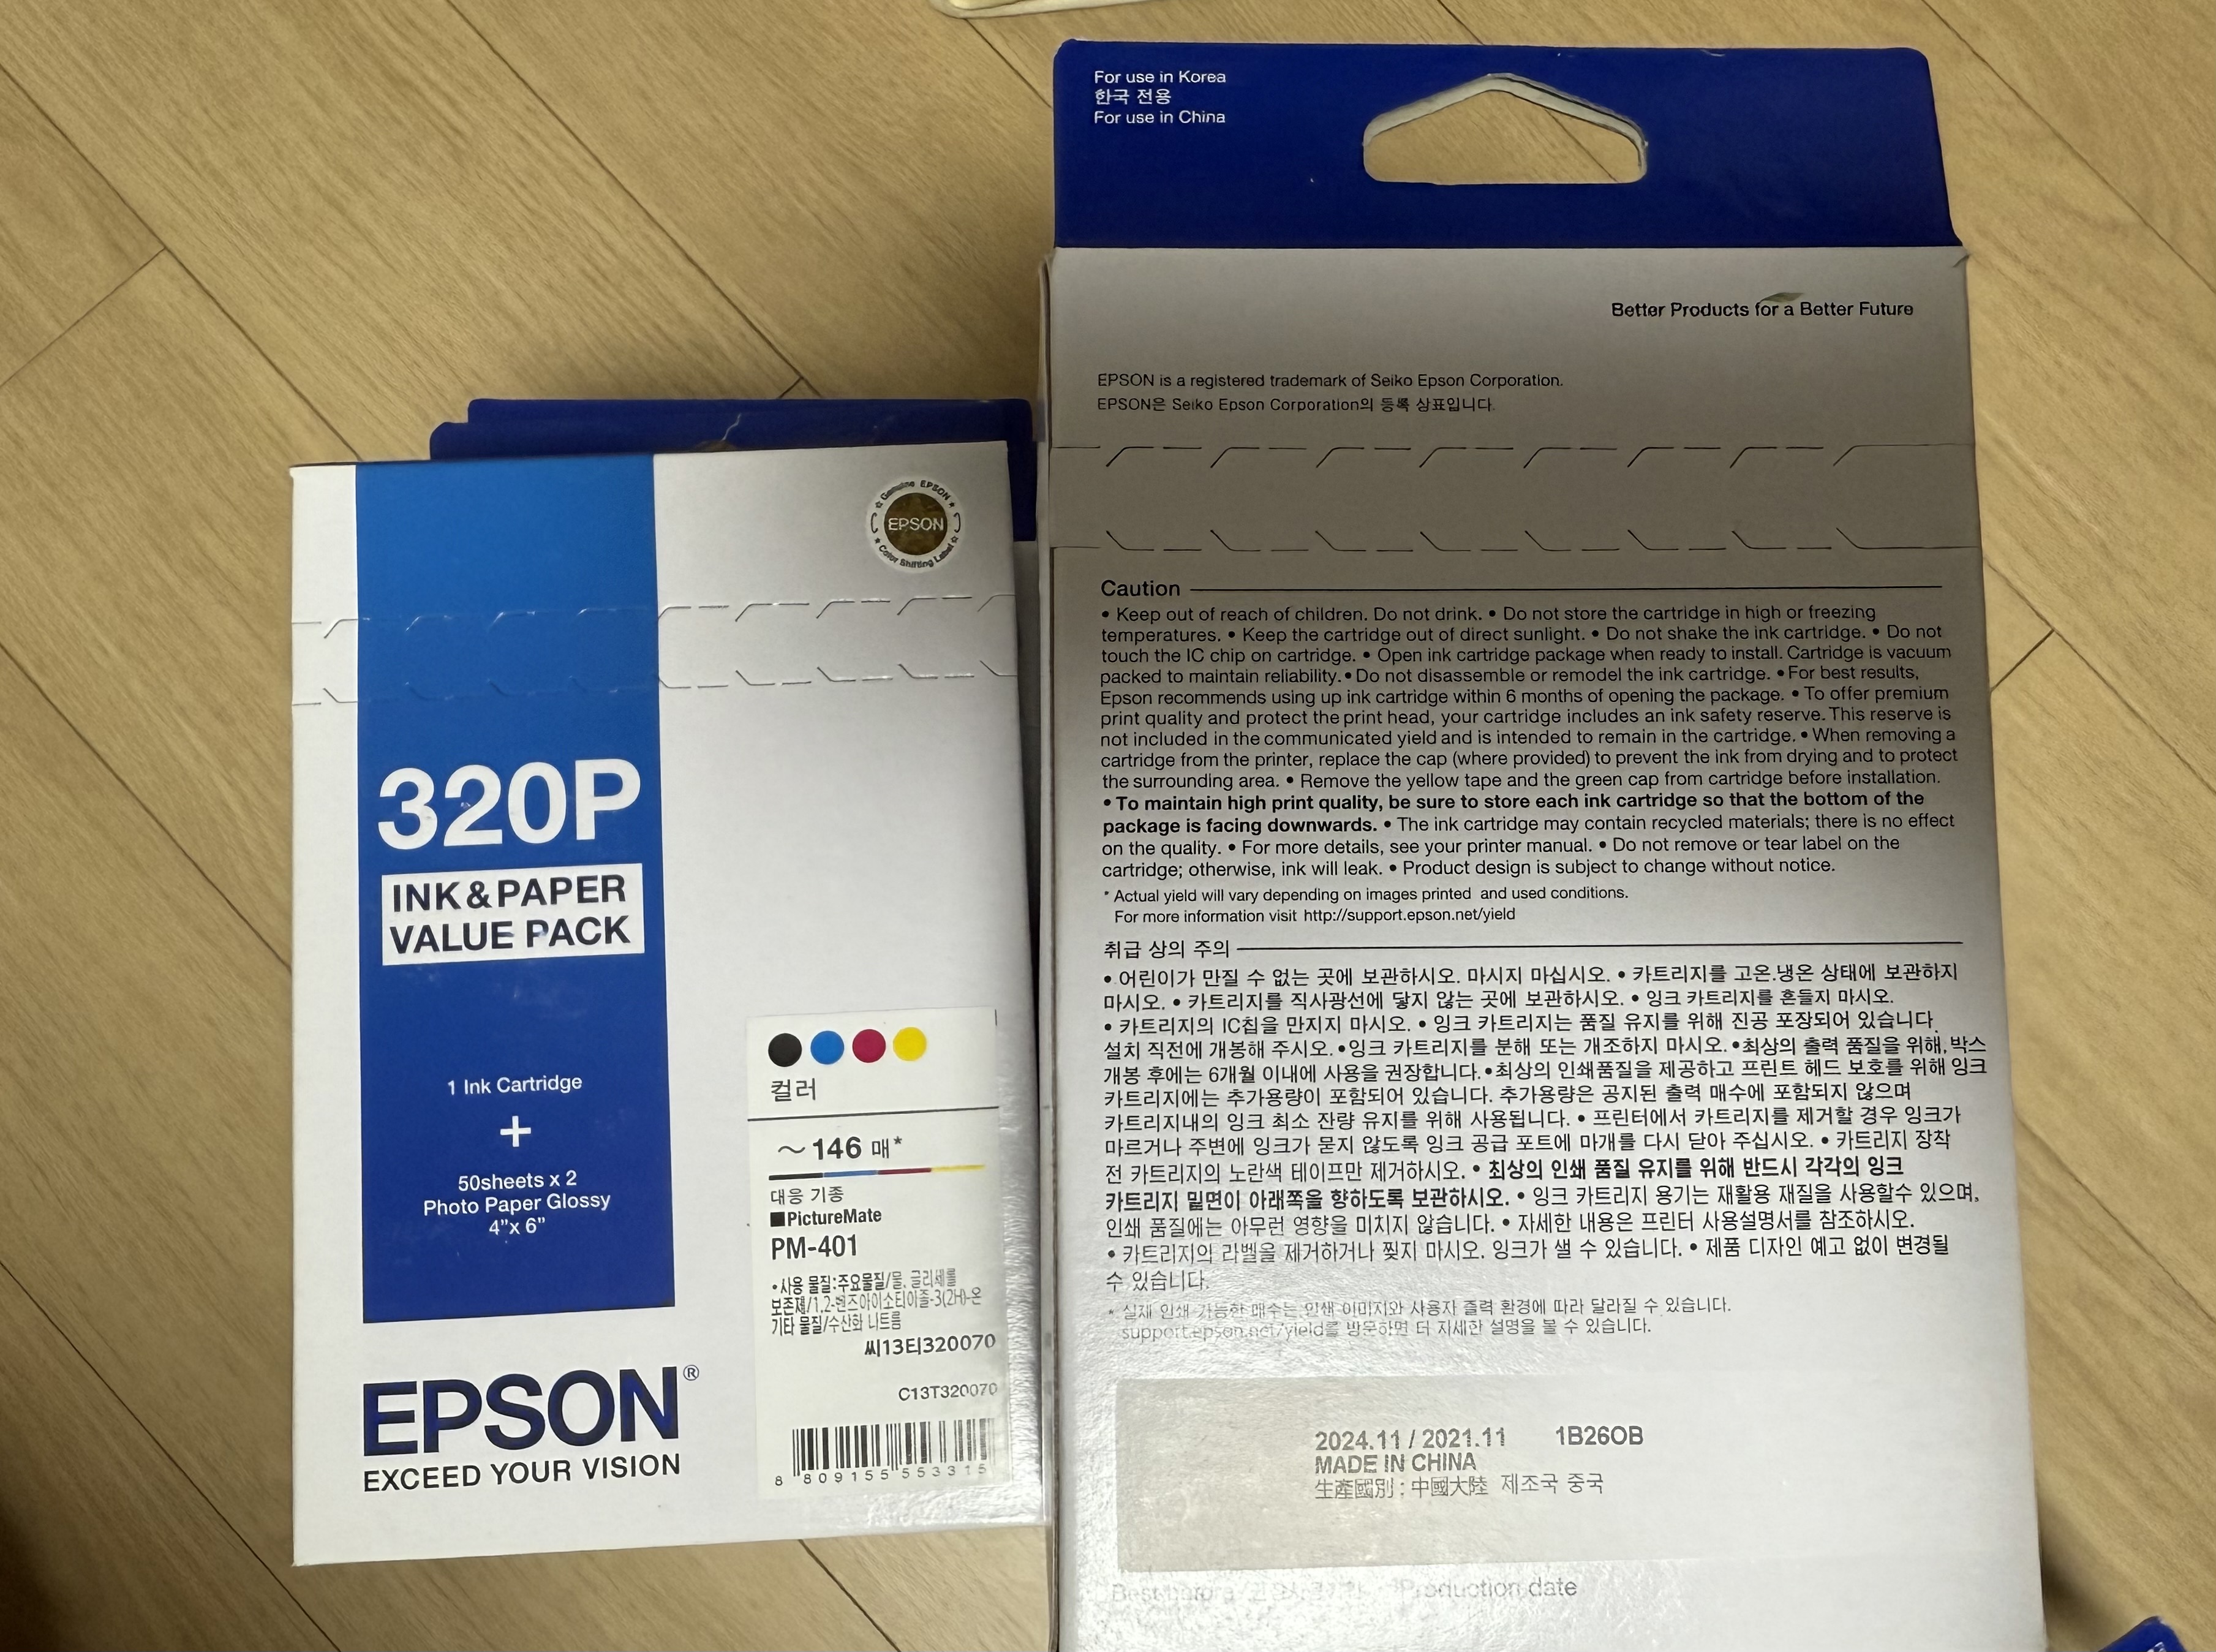 320P
INK&PAPER
VALUE PACK
1 Ink Cartridge
+
50sheets x 2
Photo Paper Glossy
4"x 6"
EPSON®
EXCEED YOUR VISION
Genuine EPSON
EPSON
Color Shifting Label
컬러
~ 146 매*
대응 기종
■PictureMate
PM-401
•사용 물질:주요물질/물, 글리세롤
보존제/1,2-벤즈아이소티아졸-3(2H)-온
기타 물질/수산화 나트륨
씨13티320070
C13T320070
8 809155 553315
For use in Korea
한국 전용
For use in China
Better Products for a Better Future
EPSON is a registered trademark of Seiko Epson Corporation.
EPSON은 Seiko Epson Corporation의 등록 상표입니다.
Caution
• Keep out of reach of children. Do not drink. • Do not store the cartridge in high or freezing
temperatures. • Keep the cartridge out of direct sunlight. • Do not shake the ink cartridge. • Do not
touch the IC chip on cartridge. • Open ink cartridge package when ready to install. Cartridge is vacuum
packed to maintain reliability. • Do not disassemble or remodel the ink cartridge. • For best results,
Epson recommends using up ink cartridge within 6 months of opening the package. • To offer premium
print quality and protect the print head, your cartridge includes an ink safety reserve. This reserve is
not included in the communicated yield and is intended to remain in the cartridge. • When removing a
cartridge from the printer, replace the cap (where provided) to prevent the ink from drying and to protect
the surrounding area. • Remove the yellow tape and the green cap from cartridge before installation.
• To maintain high print quality, be sure to store each ink cartridge so that the bottom of the
package is facing downwards. • The ink cartridge may contain recycled materials; there is no effect
on the quality. • For more details, see your printer manual. • Do not remove or tear label on the
cartridge; otherwise, ink will leak. • Product design is subject to change without notice.
* Actual yield will vary depending on images printed and used conditions.
For more information visit http://support.epson.net/yield
취급 상의 주의
• 어린이가 만질 수 없는 곳에 보관하시오. 마시지 마십시오. • 카트리지를 고온.냉온 상태에 보관하지
마시오. • 카트리지를 직사광선에 닿지 않는 곳에 보관하시오. • 잉크 카트리지를 흔들지 마시오.
• 카트리지의 IC칩을 만지지 마시오. • 잉크 카트리지는 품질 유지를 위해 진공 포장되어 있습니다.
설치 직전에 개봉해 주시오. •잉크 카트리지를 분해 또는 개조하지 마시오. •최상의 출력 품질을 위해, 박스
개봉 후에는 6개월 이내에 사용을 권장합니다. •최상의 인쇄품질을 제공하고 프린트 헤드 보호를 위해 잉크
카트리지에는 추가용량이 포함되어 있습니다. 추가용량은 공지된 출력 매수에 포함되지 않으며
카트리지내의 잉크 최소 잔량 유지를 위해 사용됩니다. • 프린터에서 카트리지를 제거할 경우 잉크가
마르거나 주변에 잉크가 묻지 않도록 잉크 공급 포트에 마개를 다시 닫아 주십시오. • 카트리지 장착
전 카트리지의 노란색 테이프만 제거하시오. • 최상의 인쇄 품질 유지를 위해 반드시 각각의 잉크
카트리지 밑면이 아래쪽을 향하도록 보관하시오. • 잉크 카트리지 용기는 재활용 재질을 사용할수 있으며,
인쇄 품질에는 아무런 영향을 미치지 않습니다. • 자세한 내용은 프린터 사용설명서를 참조하시오.
• 카트리지의 라벨을 제거하거나 찢지 마시오. 잉크가 샐 수 있습니다. • 제품 디자인 예고 없이 변경될
수 있습니다.
* 실제 인쇄 가능한 매수는 인쇄 이미지와 사용자 출력 환경에 따라 달라질 수 있습니다.
support.epson.net/yield를 방문하면 더 자세한 설명을 볼 수 있습니다.
2024.11 / 2021.11 1B26OB
MADE IN CHINA
生產國別 : 中國大陸 제조국 중국
Production date